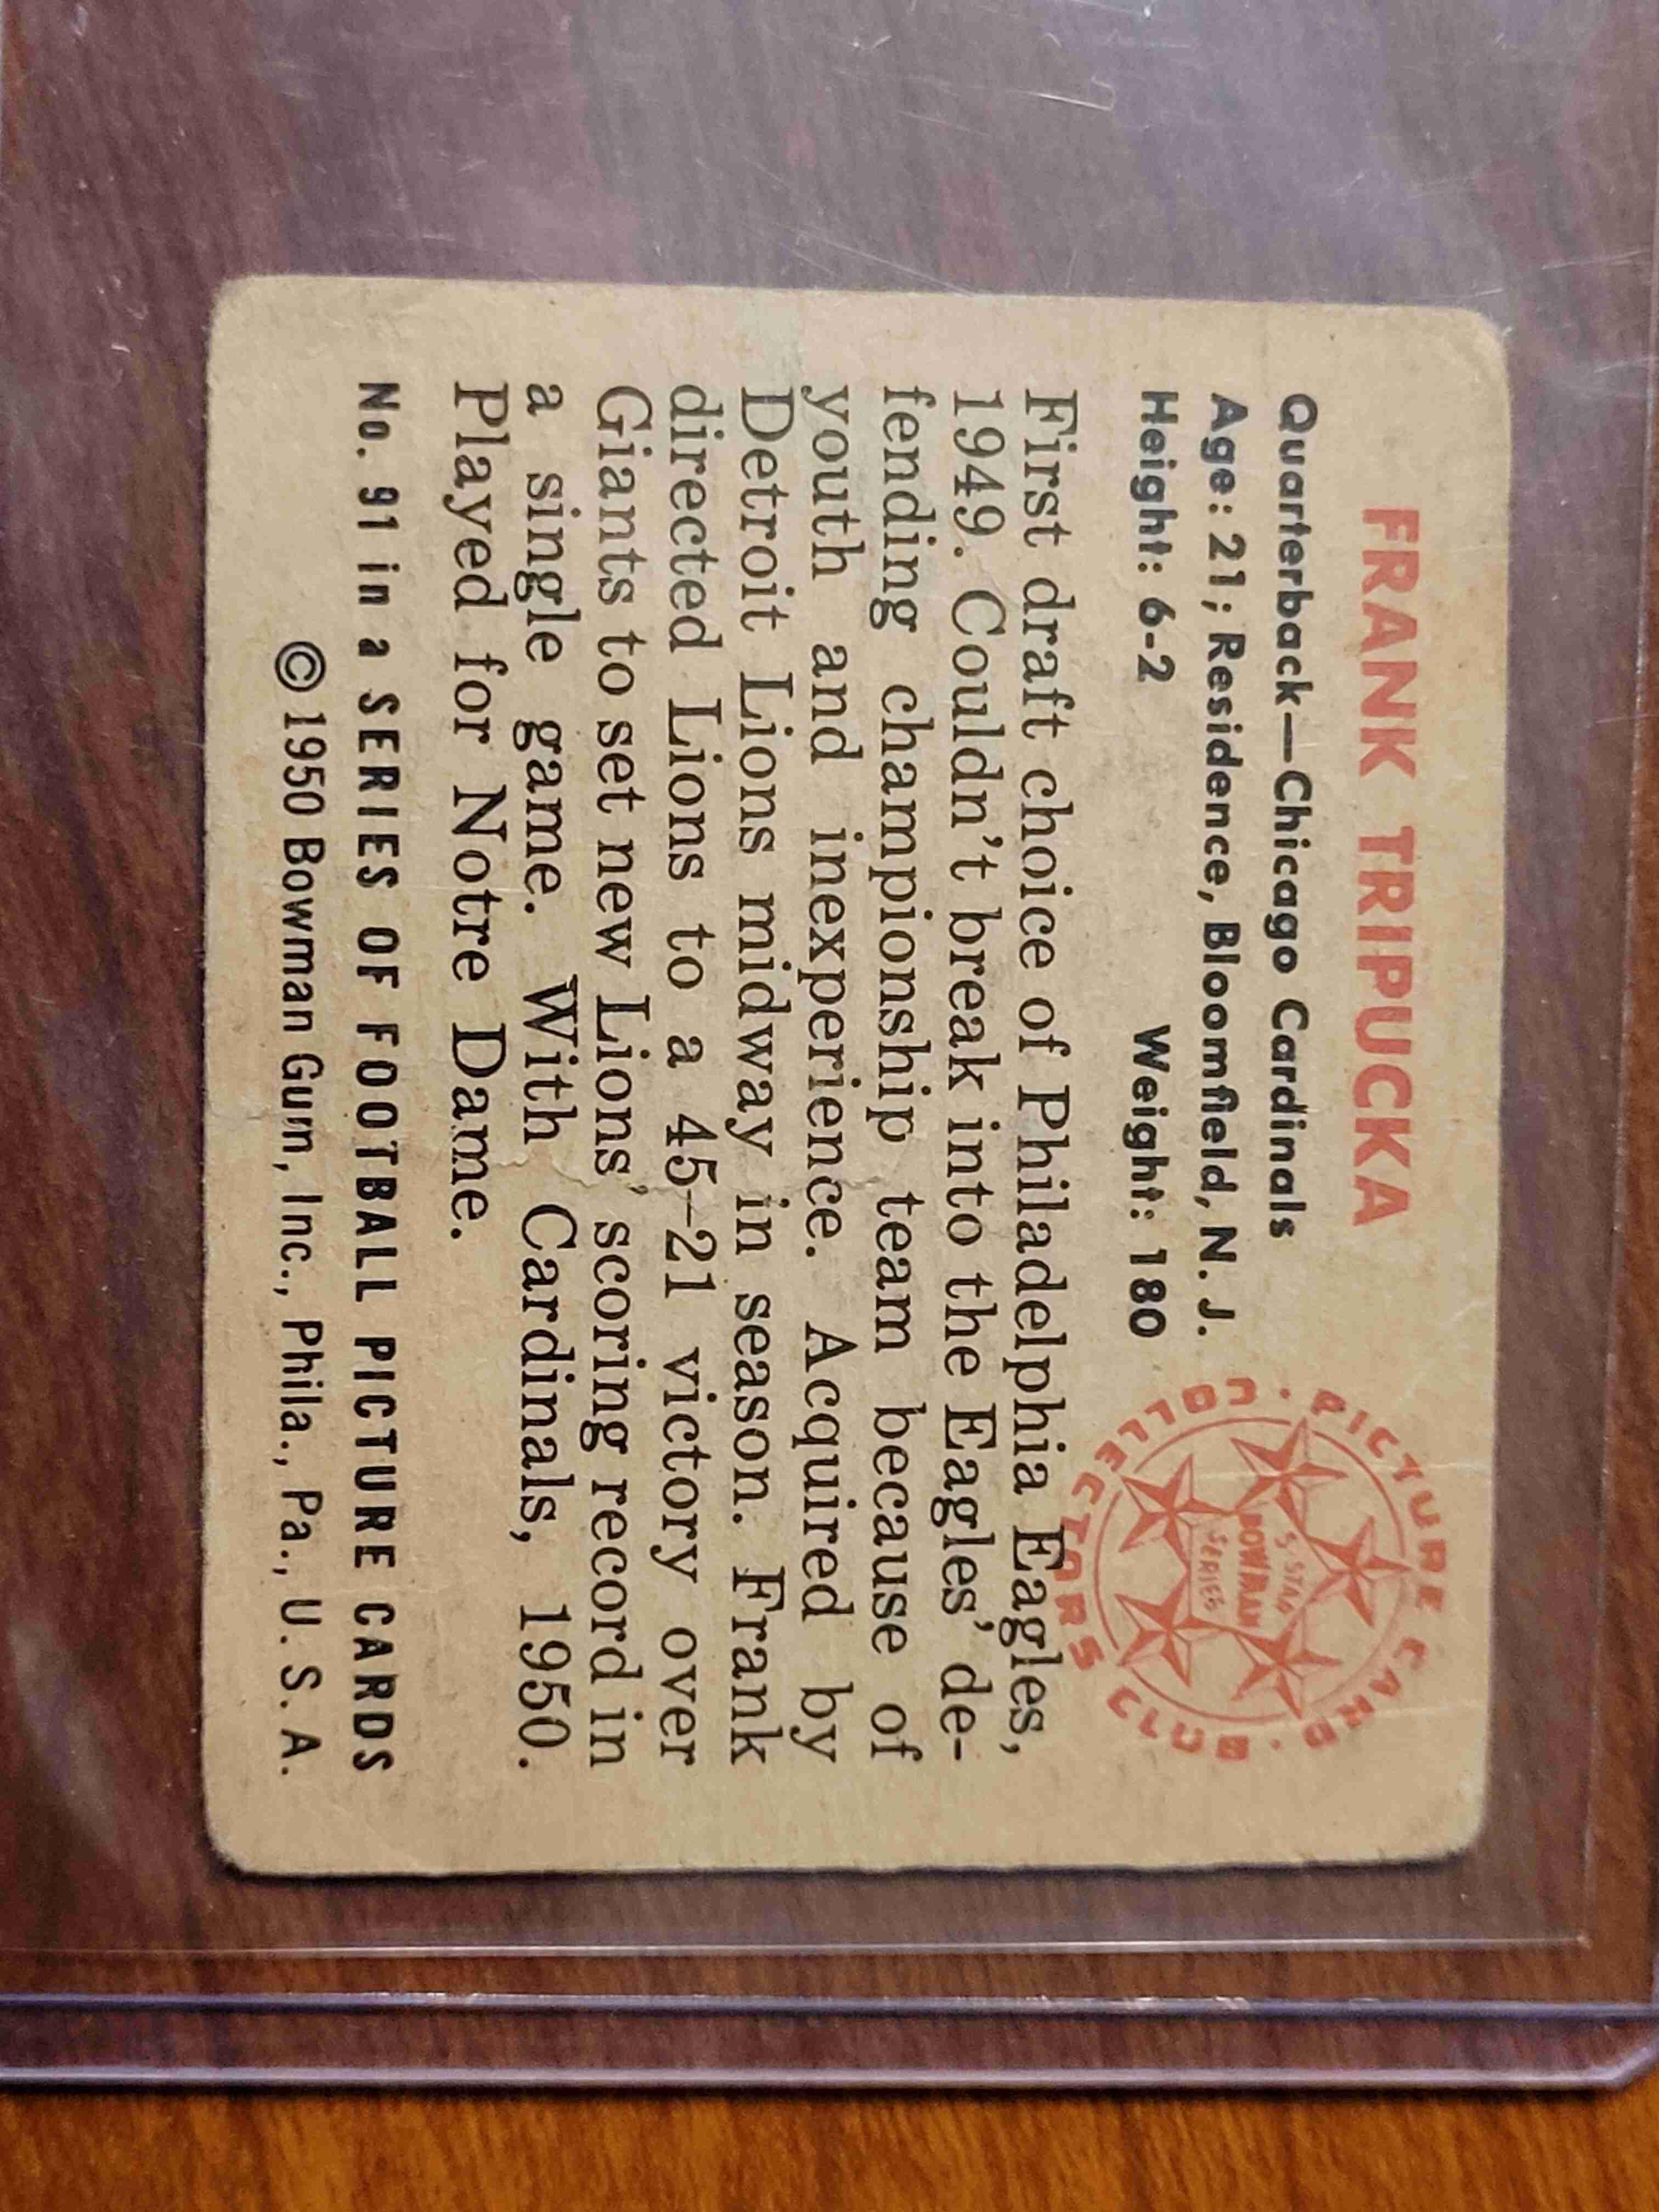 FRANK TRIPUCKA
Quarterback—Chicago Cardinals
Age: 21; Residence, Bloomfield, N. J.
Height: 6-2 Weight: 180
PICTURE CARD · COLLECTORS CLUB ·
5-STAR
BOWMAN
SERIES
First draft choice of Philadelphia Eagles,
1949. Couldn't break into the Eagles' de-
fending championship team because of
youth and inexperience. Acquired by
Detroit Lions midway in season. Frank
directed Lions to a 45-21 victory over
Giants to set new Lions' scoring record in
a single game. With Cardinals, 1950.
Played for Notre Dame.
No. 91 in a SERIES OF FOOTBALL PICTURE CARDS
© 1950 Bowman Gum, Inc., Phila., Pa., U. S. A.